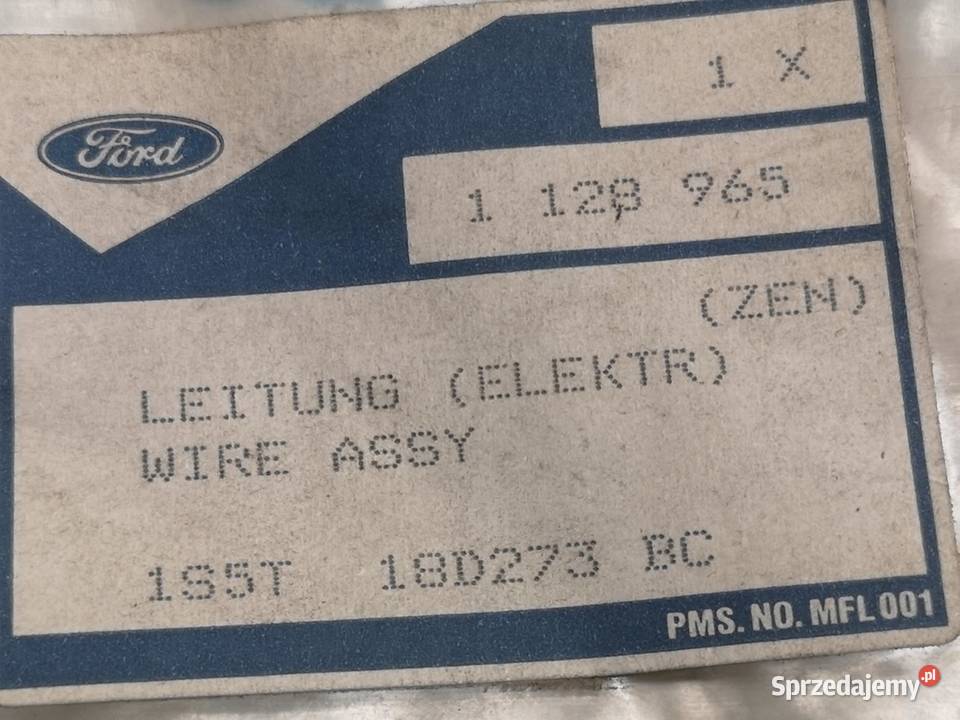 1 X
Ford
1 128 965
(ZEN)
LEITUNG (ELEKTR)
WIRE ASSY
1S5T 18D273 BC
PMS. NO. MFL 001
Sprzedajemy.pl